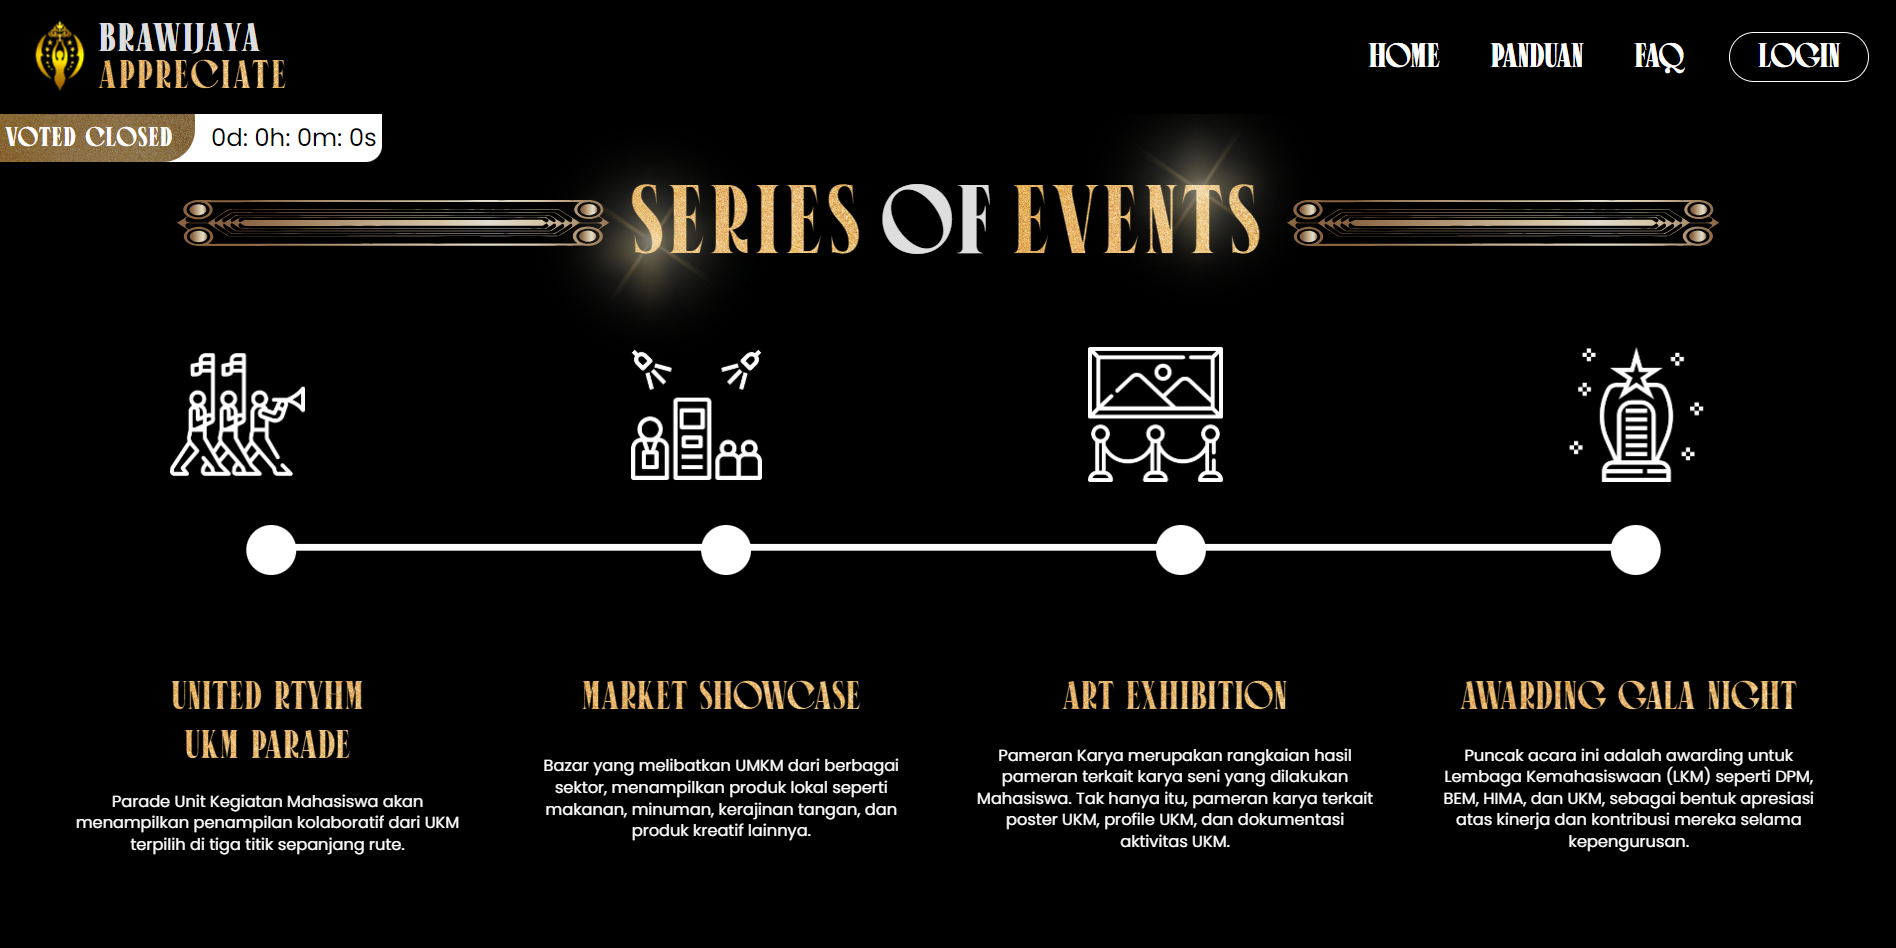 BRAWIJAYA
APPRECIATE
HOME
PANDUAN
FAQ
LOGIN
VOTED CLOSED
0d: 0h: 0m: 0s
SERIES OF EVENTS
UNITED RTYHM
UKM PARADE
Parade Unit Kegiatan Mahasiswa akan
menampilkan penampilan kolaboratif dari UKM
terpilih di tiga titik sepanjang rute.
MARKET SHOWCASE
Bazar yang melibatkan UMKM dari berbagai
sektor, menampilkan produk lokal seperti
makanan, minuman, kerajinan tangan, dan
produk kreatif lainnya.
ART EXHIBITION
Pameran Karya merupakan rangkaian hasil
pameran terkait karya seni yang dilakukan
Mahasiswa. Tak hanya itu, pameran karya terkait
poster UKM, profile UKM, dan dokumentasi
aktivitas UKM.
AWARDING GALA NIGHT
Puncak acara ini adalah awarding untuk
Lembaga Kemahasiswaan (LKM) seperti DPM,
BEM, HIMA, dan UKM, sebagai bentuk apresiasi
atas kinerja dan kontribusi mereka selama
kepengurusan.